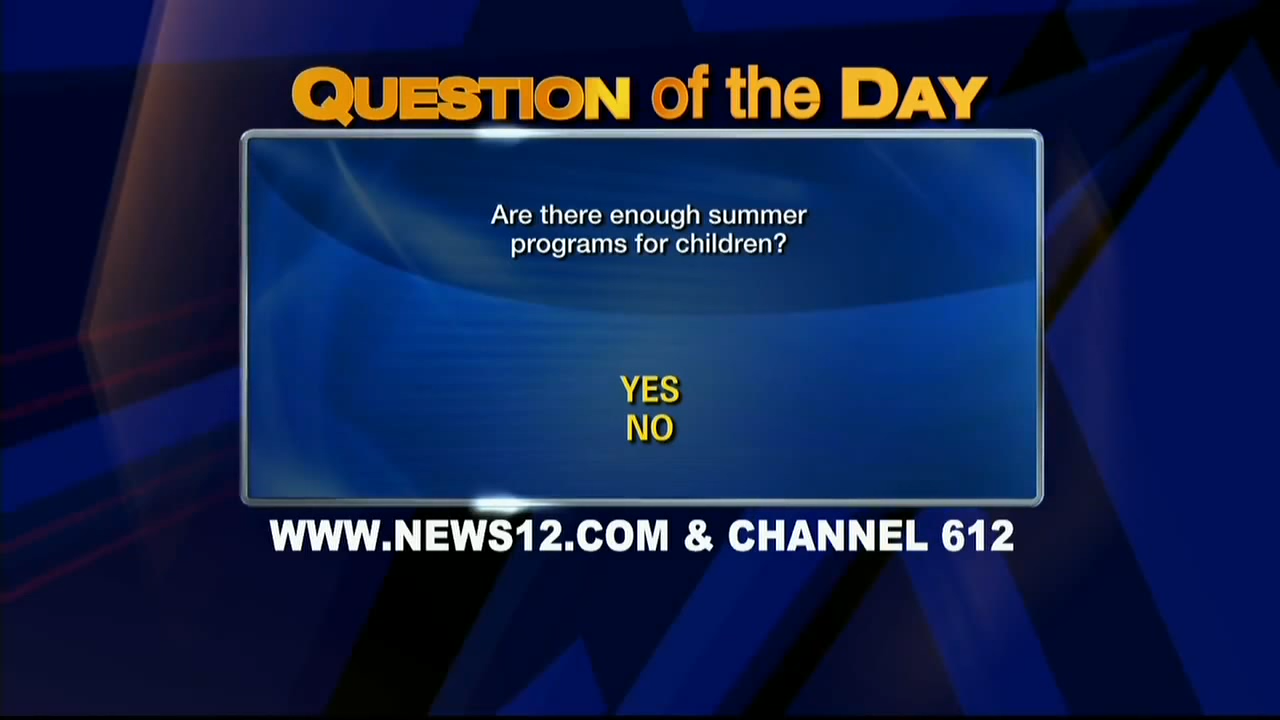 QUESTION of the DAY
Are there enough summer
programs for children?
YES
NO
WWW.NEWS12.COM & CHANNEL 612